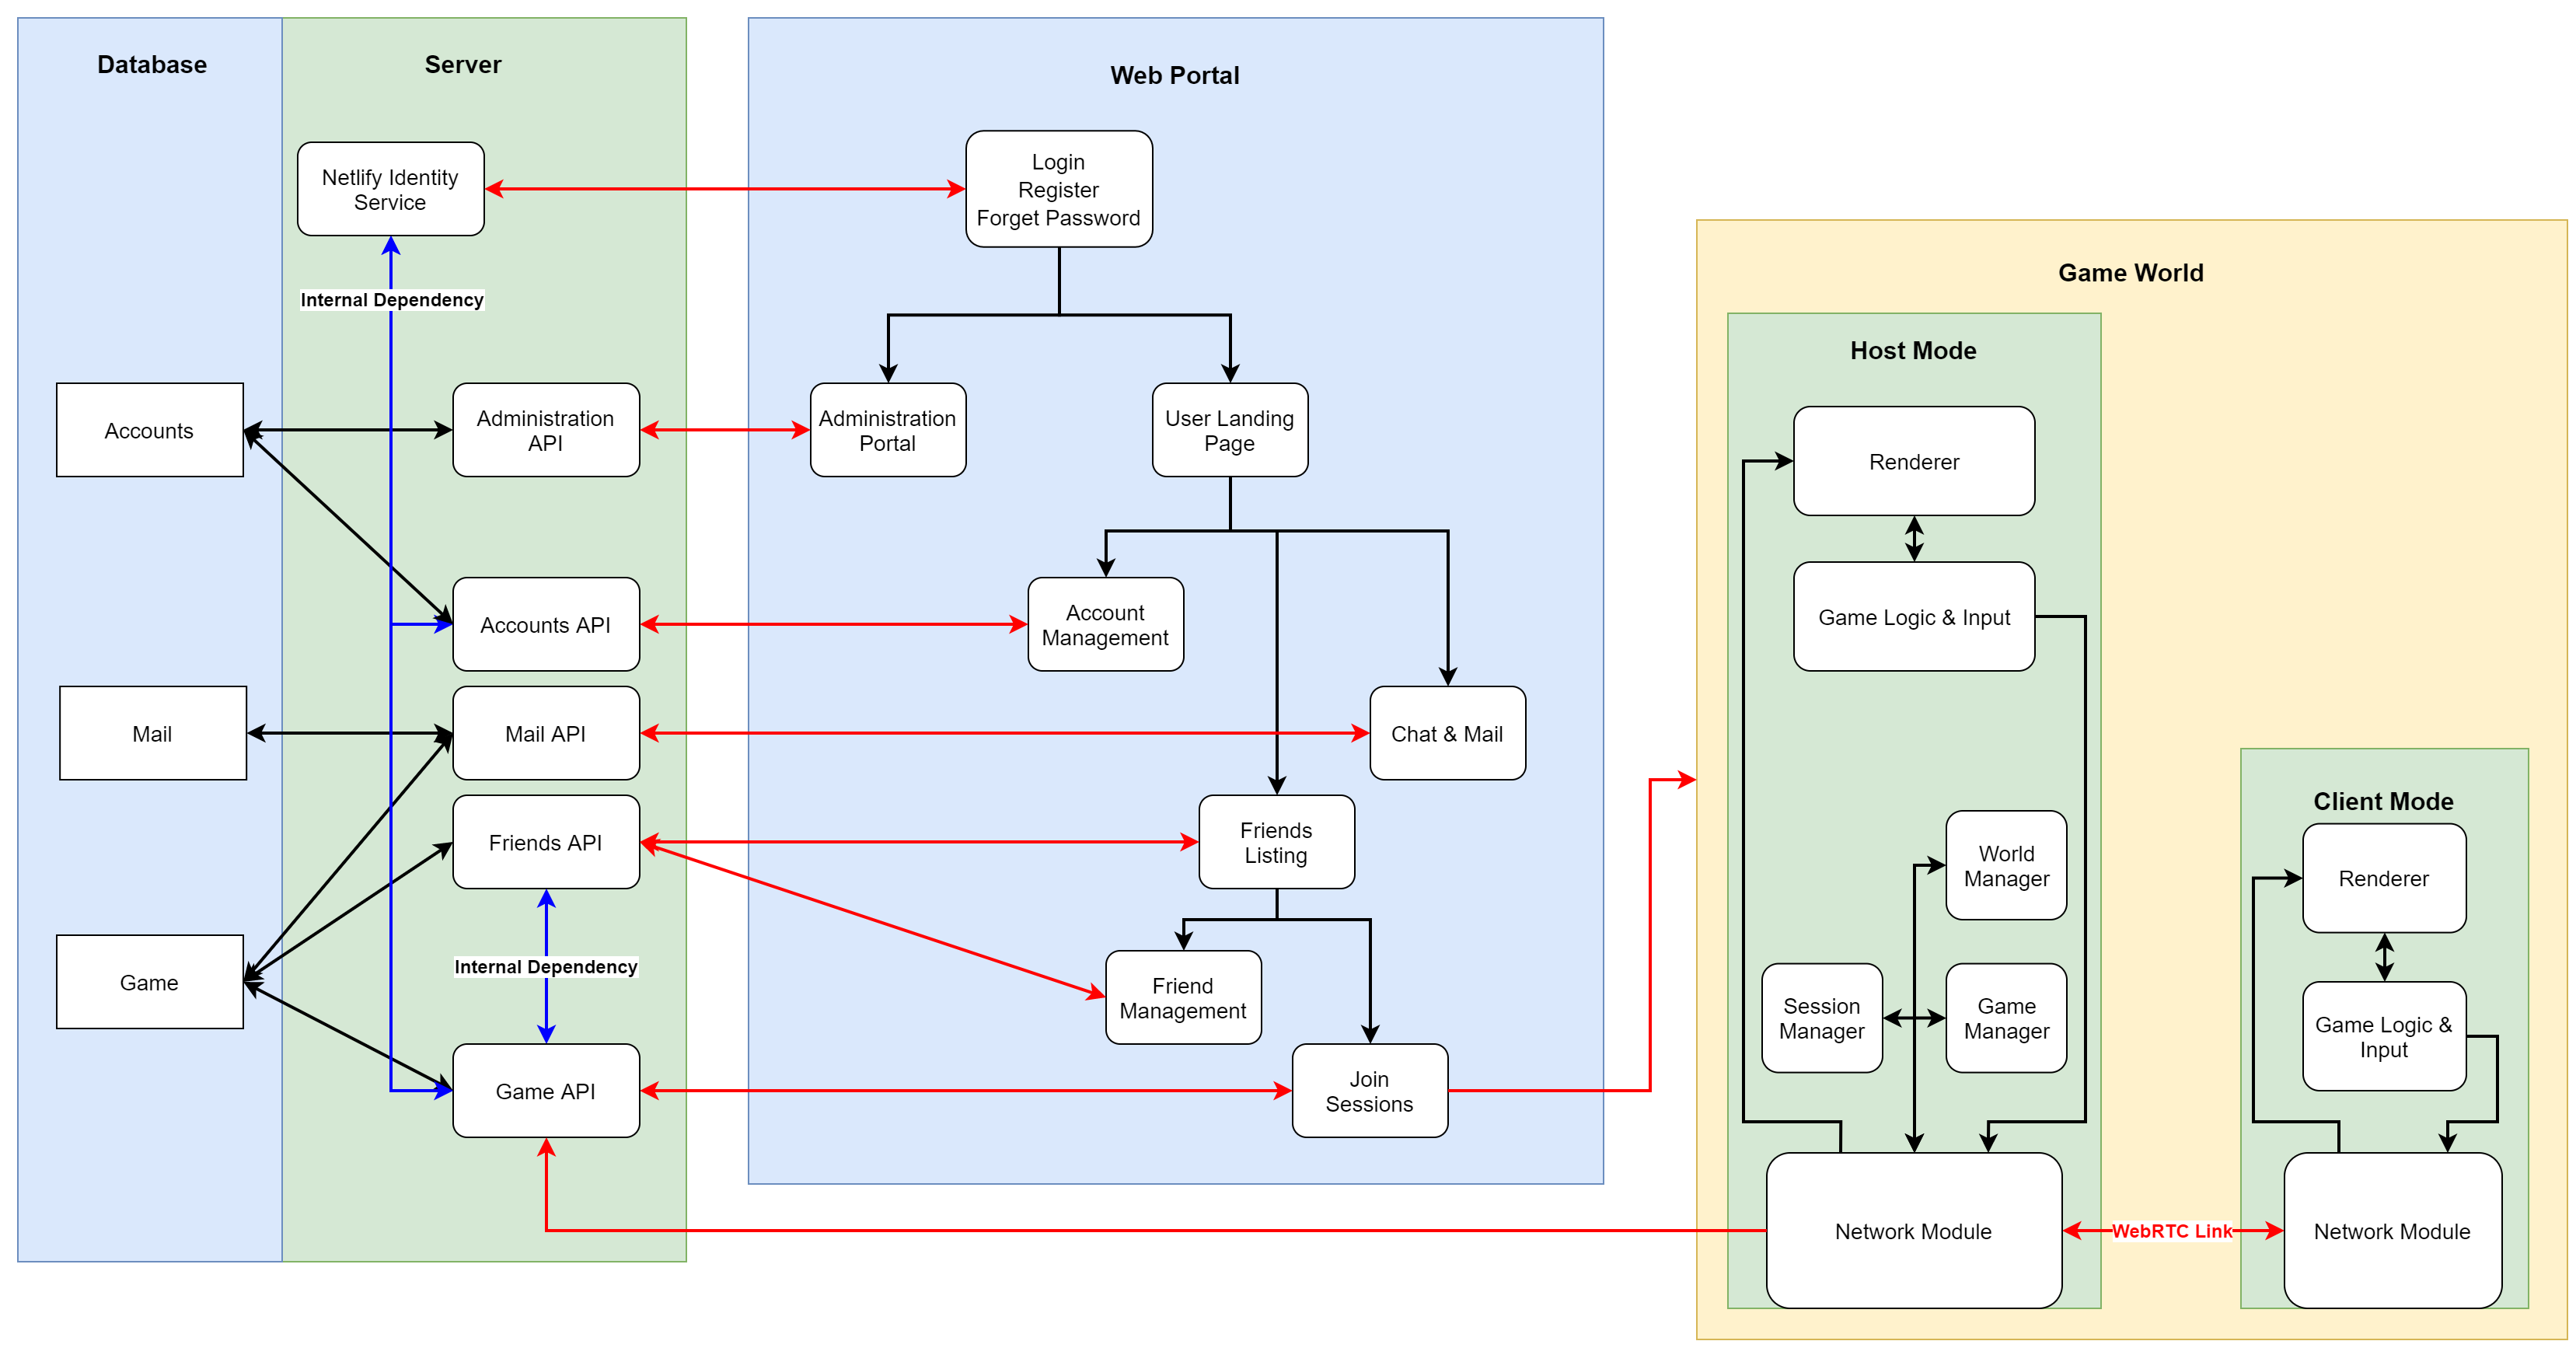 Database
Server
Web Portal
Netlify Identity
Service
Login
Register
Forget Password
Internal Dependency
Accounts
Administration
API
Administration
Portal
User Landing
Page
Accounts API
Account
Management
Mail
Mail API
Chat & Mail
Friends API
Friends
Listing
Internal Dependency
Game
Friend
Management
Game API
Join
Sessions
Game World
Host Mode
Renderer
Game Logic & Input
World
Manager
Session
Manager
Game
Manager
Network Module
WebRTC Link
Client Mode
Renderer
Game Logic &
Input
Network Module